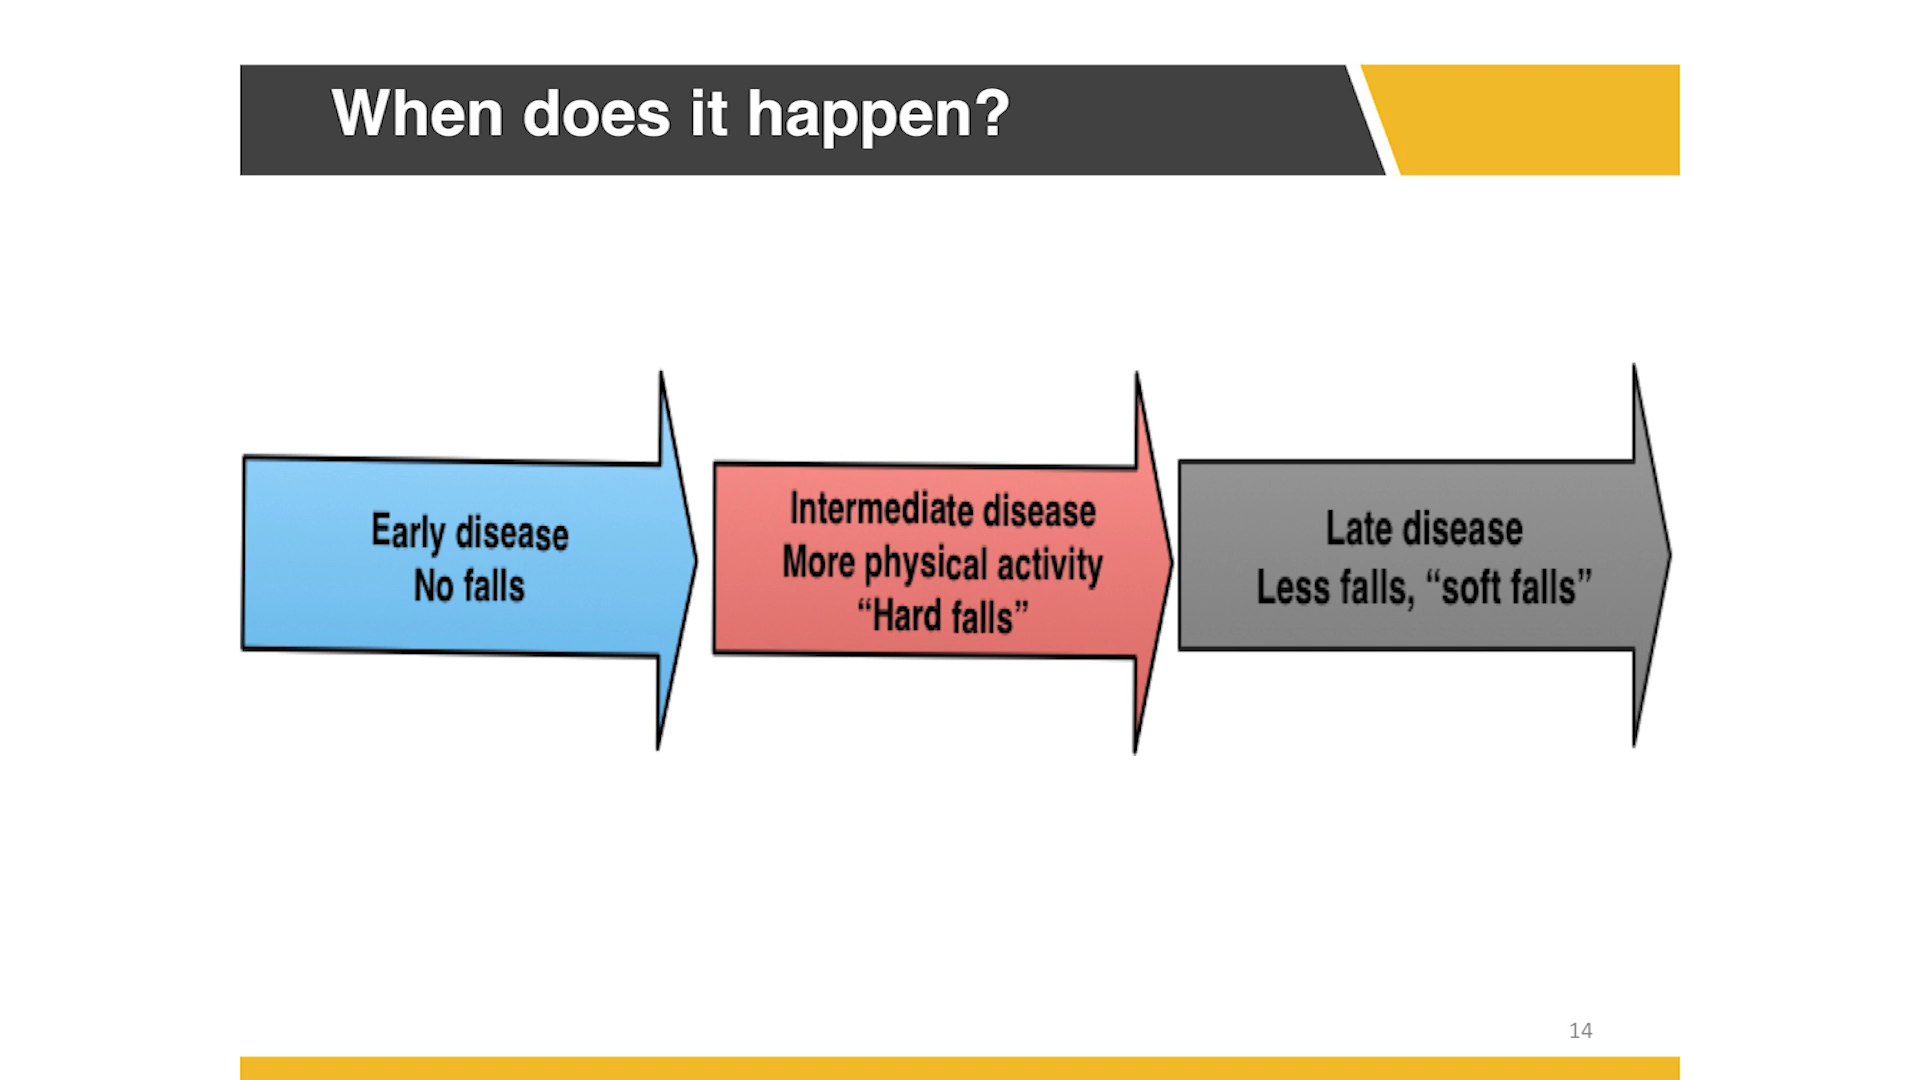 When does it happen?
Early disease
No falls
Intermediate disease
More physical activity
“Hard falls”
Late disease
Less falls, “soft falls”
14